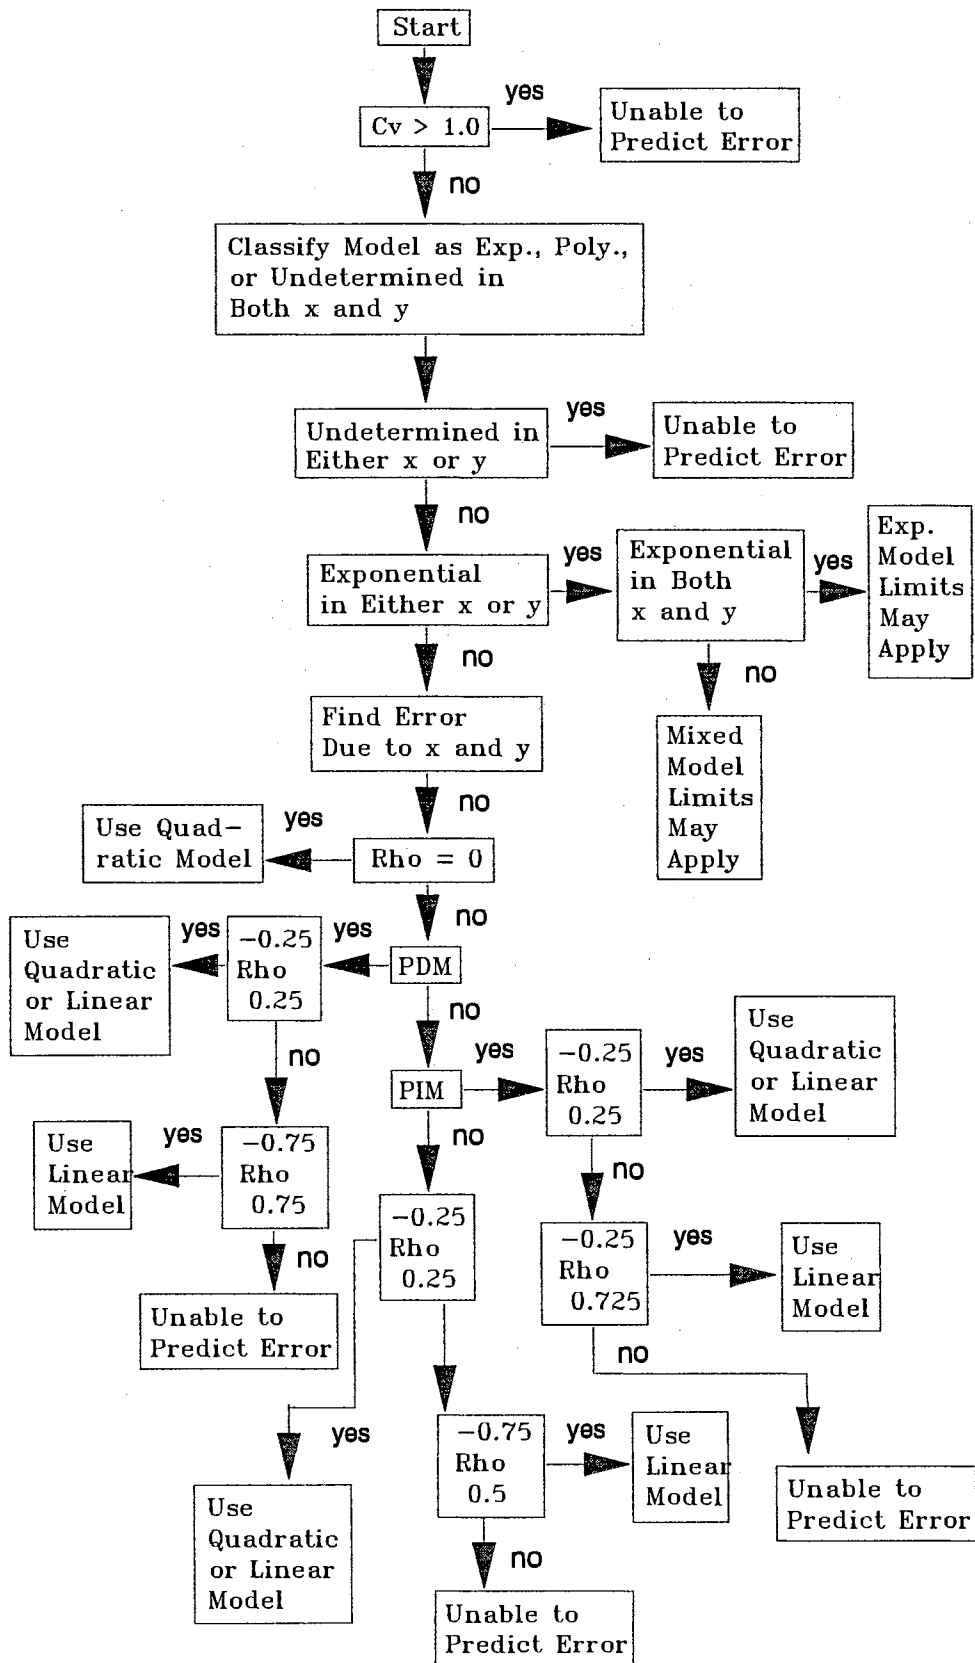 Start
yes
Cv > 1.0
Unable to
Predict Error
no
Classify Model as Exp., Poly.,
or Undetermined in
Both x and y
yes
Undetermined in
Either x or y
Unable to
Predict Error
no
Exponential
in Either x or y
yes
Exponential
in Both
x and y
yes
Exp.
Model
Limits
May
Apply
no
no
Find Error
Due to x and y
Mixed
Model
Limits
May
Apply
no
Use Quad-
ratic Model
yes
Rho = 0
no
Use
Quadratic
or Linear
Model
yes
-0.25
Rho
0.25
yes
PDM
no
no
PIM
yes
-0.25
Rho
0.25
yes
Use
Quadratic
or Linear
Model
Use
Linear
Model
yes
-0.75
Rho
0.75
no
no
-0.25
Rho
0.25
no
Unable to
Predict Error
-0.25
Rho
0.725
yes
Use
Linear
Model
no
yes
Use
Quadratic
or Linear
Model
-0.75
Rho
0.5
yes
Use
Linear
Model
Unable to
Predict Error
no
Unable to
Predict Error